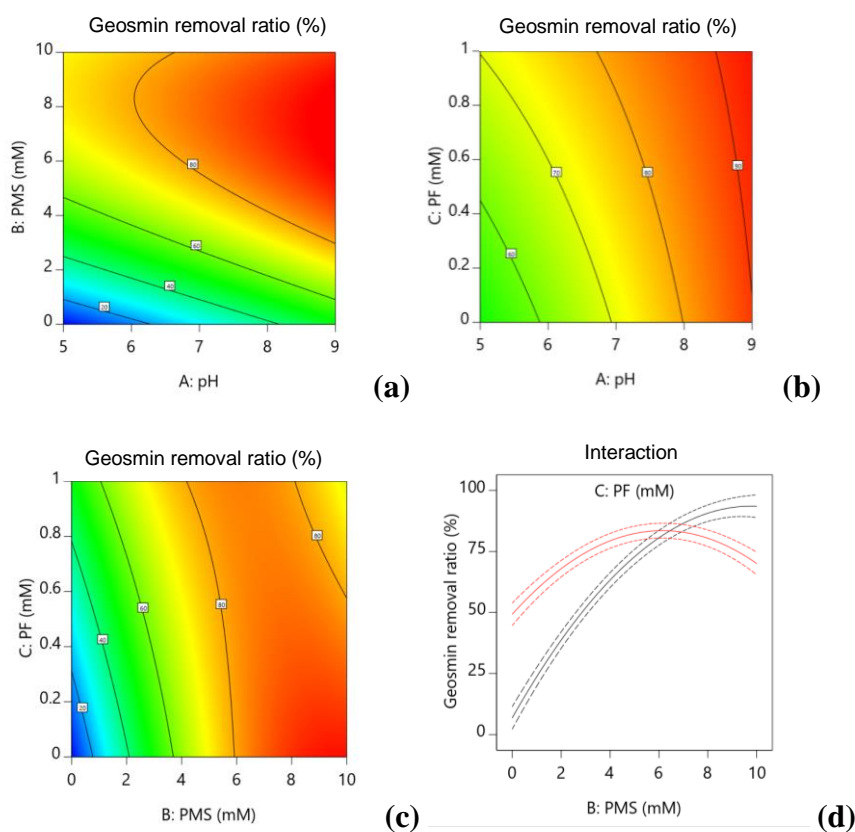 Geosmin removal ratio (%)
10
8
6
4
2
0
B: PMS (mM)
80
60
40
20
5 6 7 8 9
A: pH
(a)
Geosmin removal ratio (%)
1
0.8
0.6
0.4
0.2
0
C: PF (mM)
60
70
80
90
5 6 7 8 9
A: pH
(b)
Geosmin removal ratio (%)
1
0.8
0.6
0.4
0.2
0
C: PF (mM)
20
40
60
80
80
0 2 4 6 8 10
B: PMS (mM)
(c)
Interaction
C: PF (mM)
100
75
50
25
0
Geosmin removal ratio (%)
0 2 4 6 8 10
B: PMS (mM)
(d)